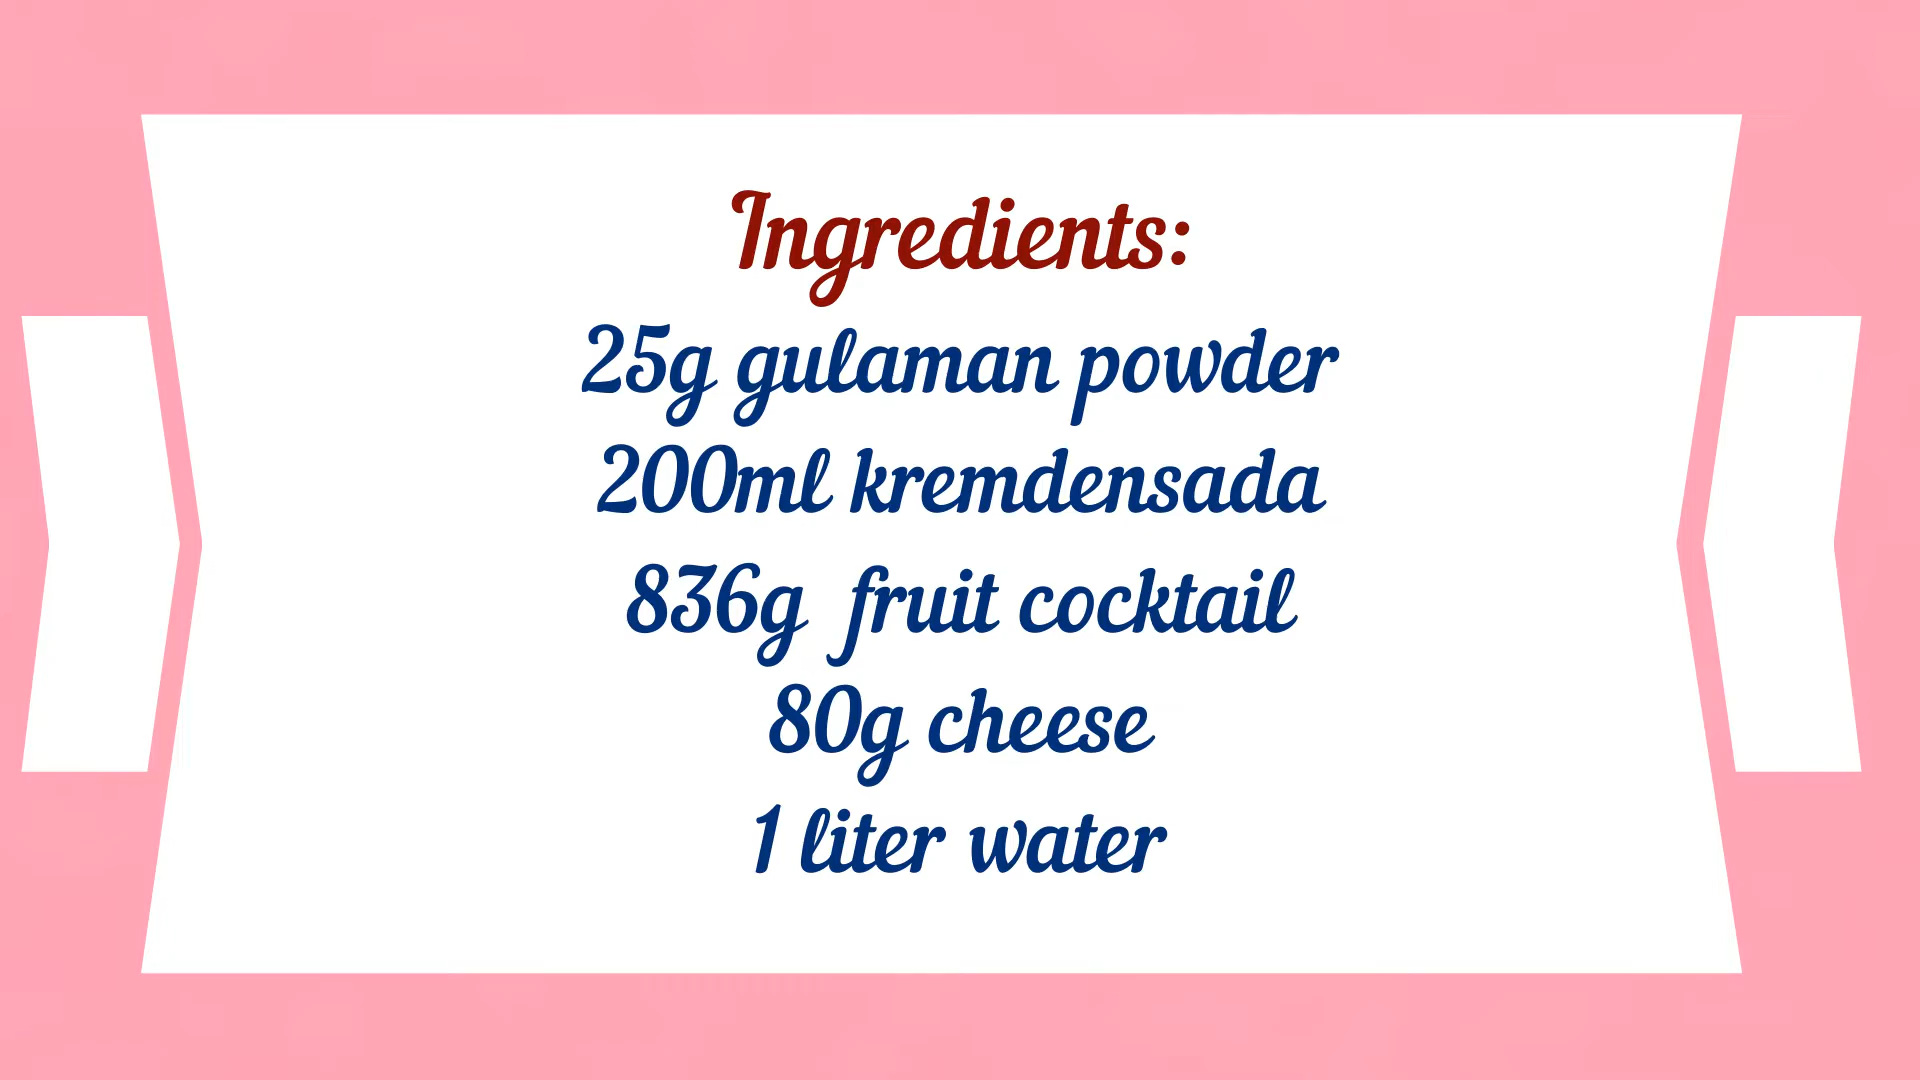 Ingredients:
25g gulaman powder
200ml kremdensada
836g fruit cocktail
80g cheese
1 liter water